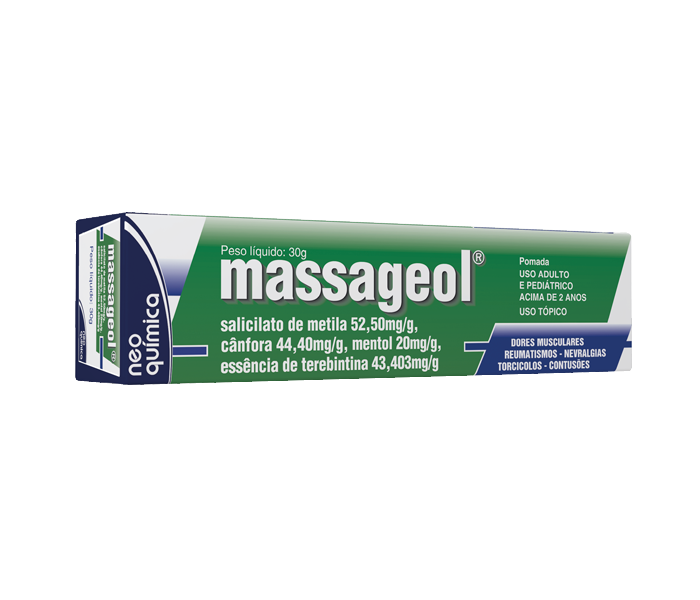 Peso líquido: 30g
massageol®
salicilato de metila 52,50mg/g,
cânfora 44,40mg/g, mentol 20mg/g,
essência de terebintina 43,403mg/g
Pomada
USO ADULTO
E PEDIÁTRICO
ACIMA DE 2 ANOS
USO TÓPICO
DORES MUSCULARES
REUMATISMOS - NEVRALGIAS
TORCICOLOS - CONTUSÕES
neo
química
massageol®
Peso líquido: 30g